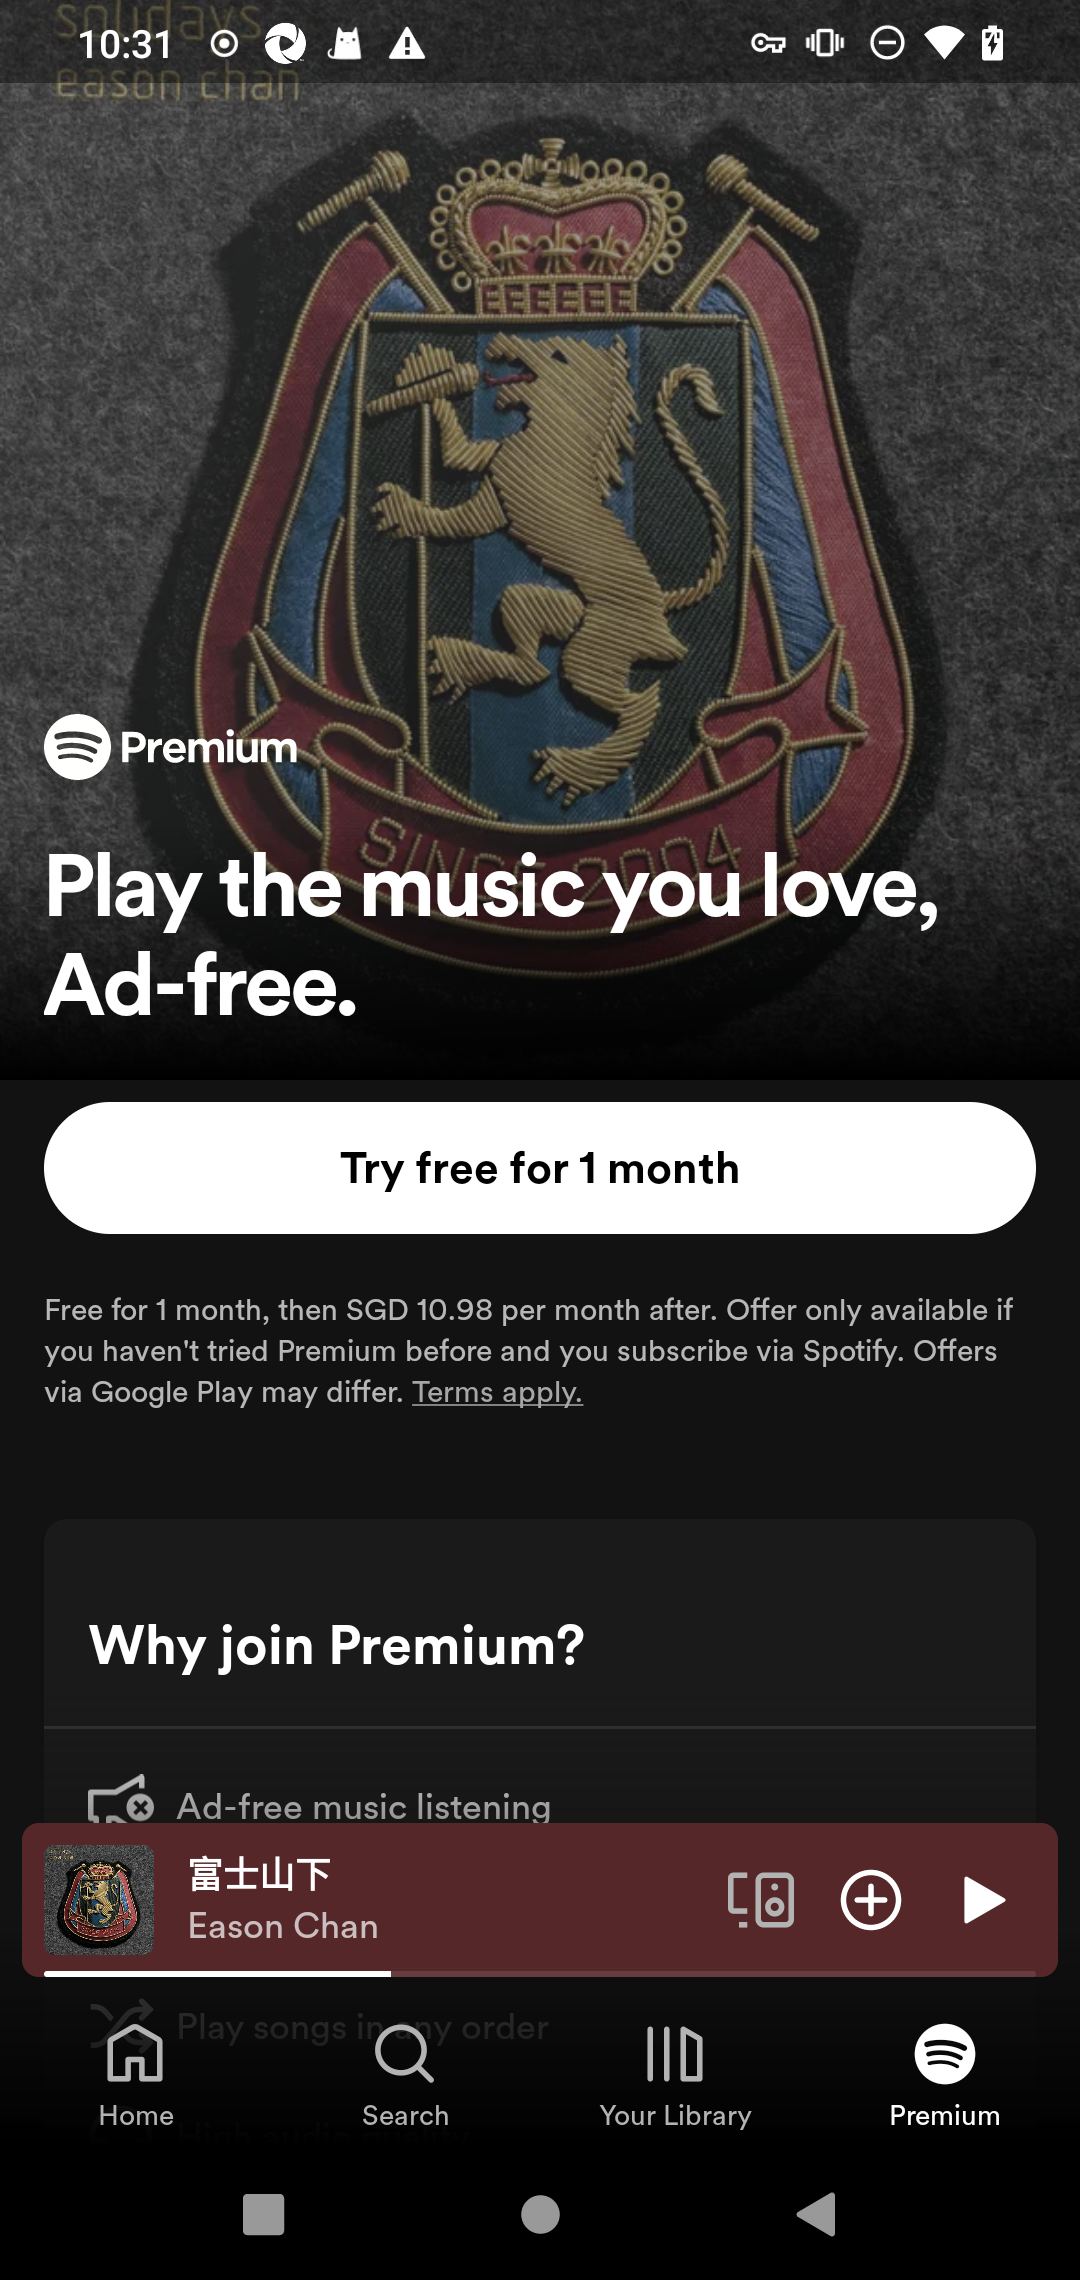 solidays
10:31
eason chan
EEEEEE
Premium
SINCE 2004
Play the music you love,
Ad-free.
Try free for 1 month
Free for 1 month, then SGD 10.98 per month after. Offer only available if
you haven't tried Premium before and you subscribe via Spotify. Offers
via Google Play may differ. Terms apply.
Why join Premium?
Ad-free music listening
富士山下
Eason Chan
Play songs in any order
Home
Search
Your Library
Premium
High audio quality